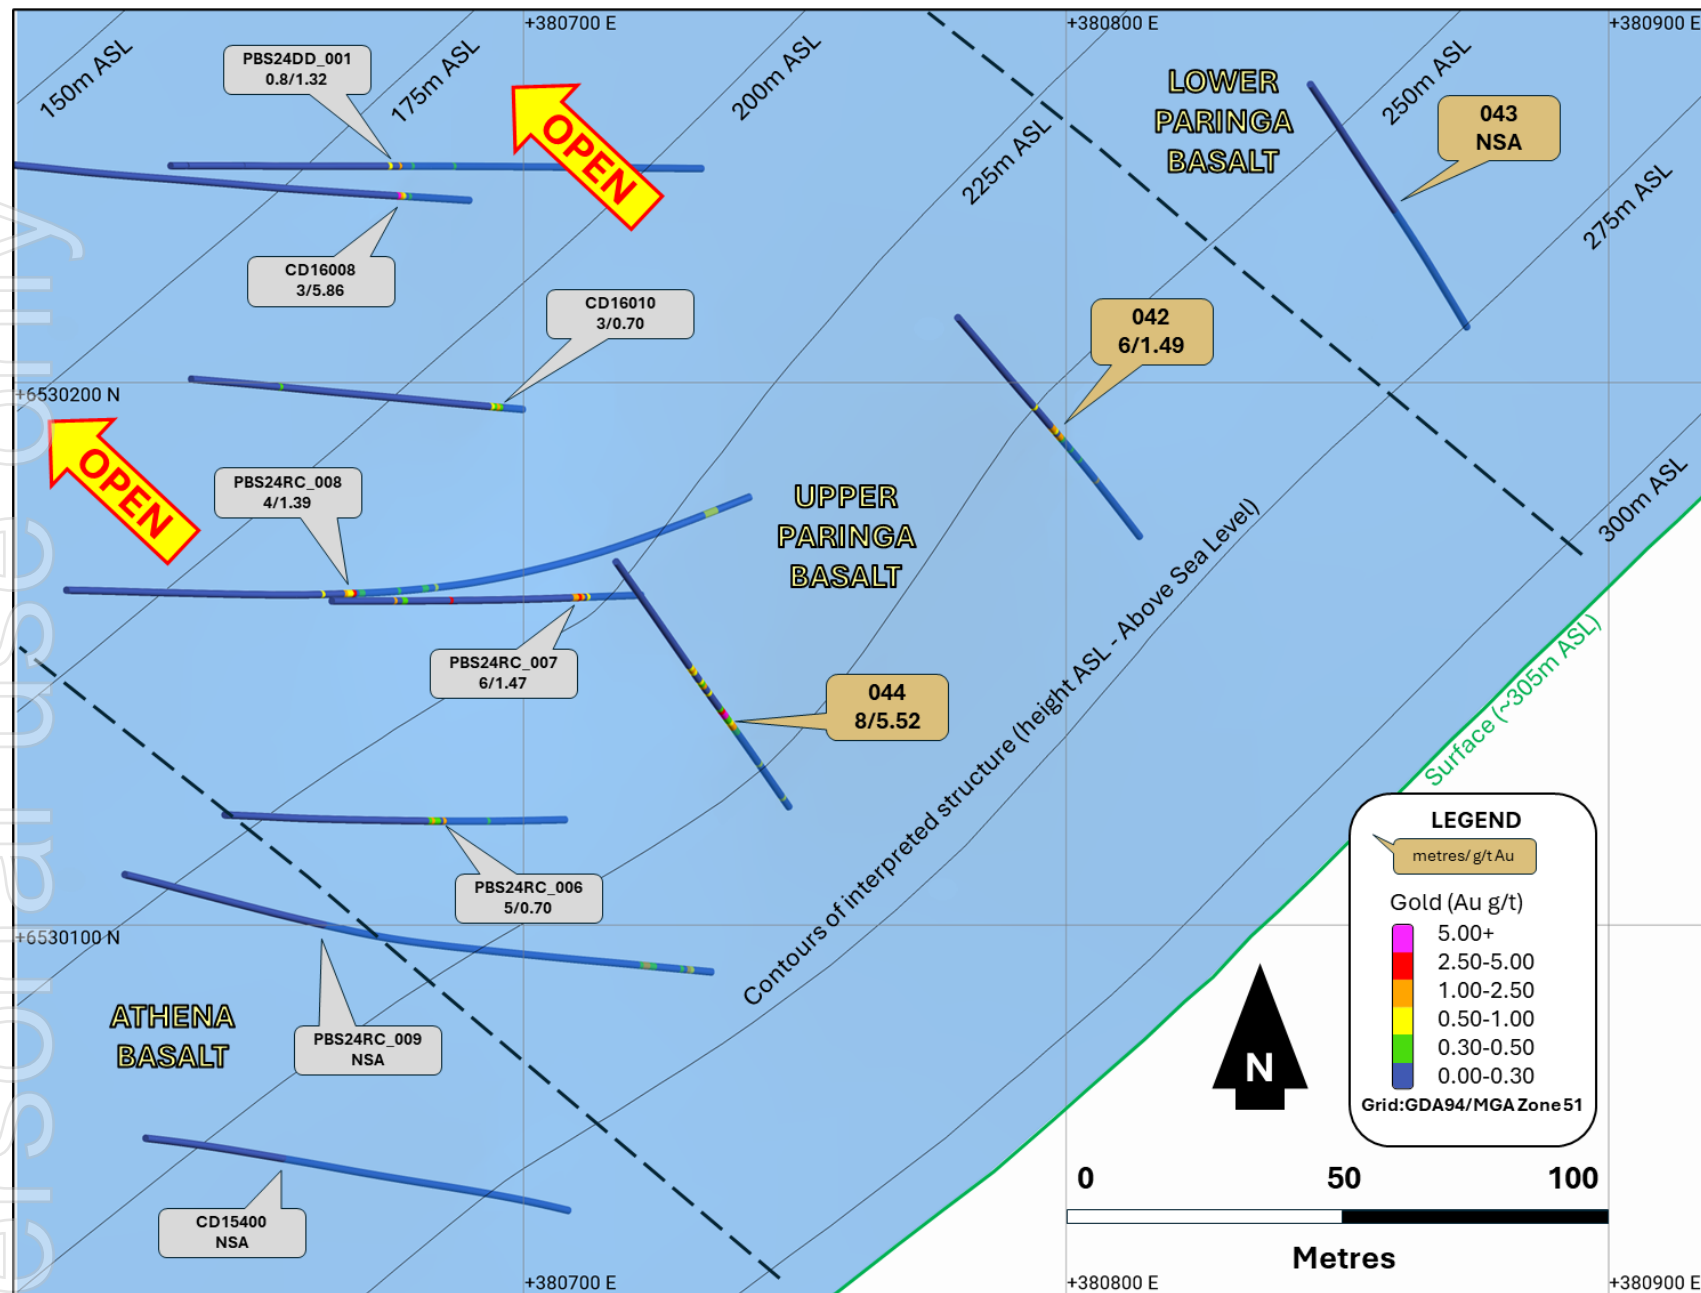 +380700 E
+380800 E
+380900 E
150m ASL
PBS24DD_001
0.8/1.32
175m ASL
OPEN
200m ASL
225m ASL
LOWER
PARINGA
BASALT
250m ASL
043
NSA
275m ASL
CD16008
3/5.86
CD16010
3/0.70
042
6/1.49
+6530200 N
OPEN
PBS24RC_008
4/1.39
UPPER
PARINGA
BASALT
300m ASL
PBS24RC_007
6/1.47
044
8/5.52
Contours of interpreted structure (height ASL - Above Sea Level)
Surface (~305m ASL)
PBS24RC_006
5/0.70
+6530100 N
ATHENA
BASALT
PBS24RC_009
NSA
CD15400
NSA
LEGEND
metres/ g/t Au
Gold (Au g/t)
5.00+
2.50-5.00
1.00-2.50
0.50-1.00
0.30-0.50
0.00-0.30
Grid:GDA94/MGA Zone 51
N
0 50 100
Metres
+380700 E
+380800 E
+380900 E
ersonal use only